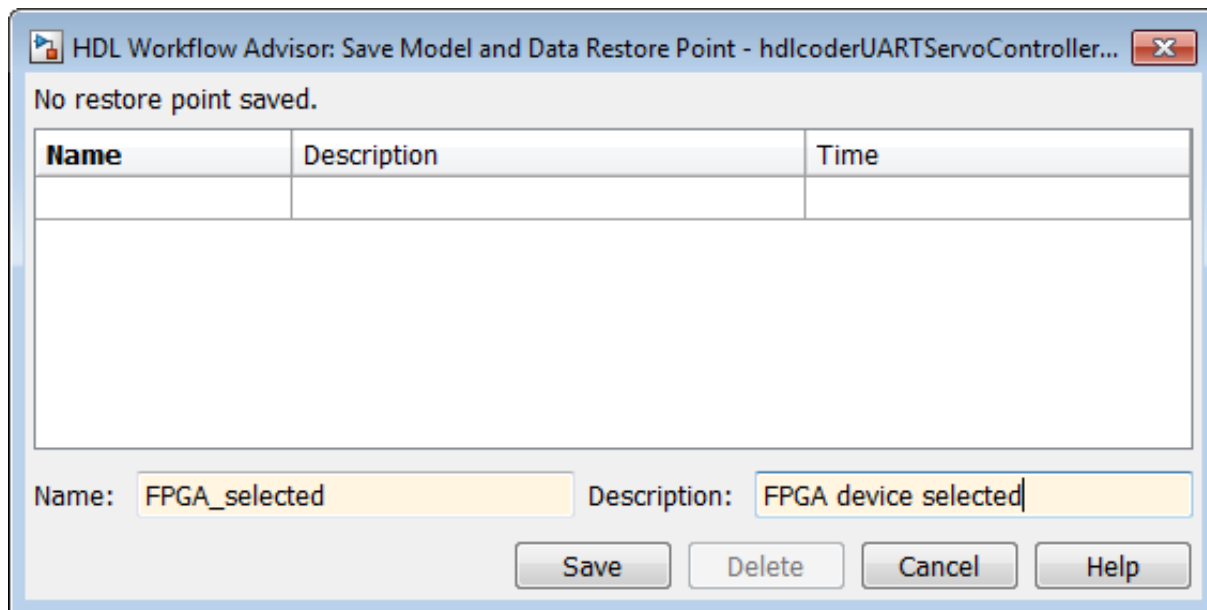 HDL Workflow Advisor: Save Model and Data Restore Point - hdlcoderUARTServoController...
No restore point saved.
Name Description Time
Name: FPGA_selected Description: FPGA device selected
Save Delete Cancel Help